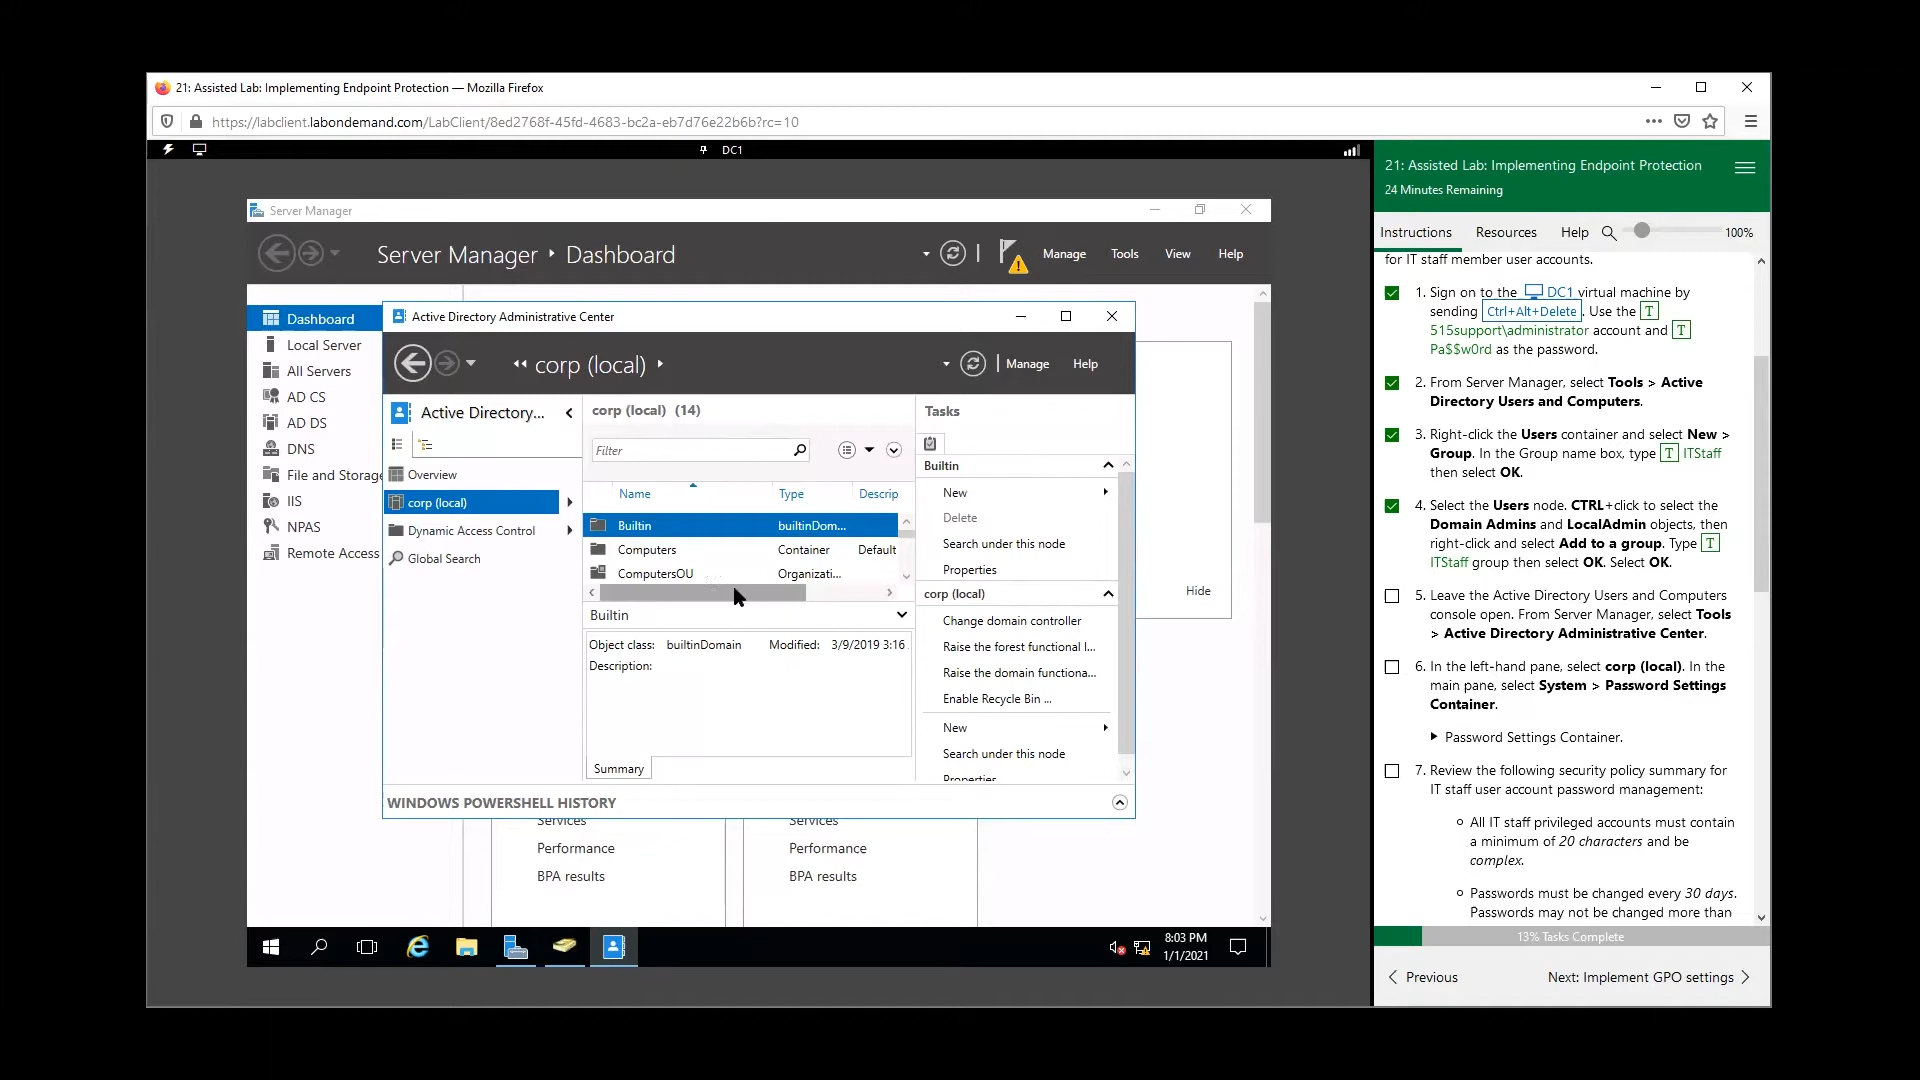 21: Assisted Lab: Implementing Endpoint Protection — Mozilla Firefox
https://labclient.labondemand.com/LabClient/8ed2768f-45fd-4683-bc2a-eb7d76e22b6b?rc=10
DC1
Server Manager
Server Manager ‣ Dashboard
Manage
Tools
View
Help
Dashboard
Local Server
All Servers
AD CS
AD DS
DNS
File and Storage
IIS
NPAS
Remote Access
Hide
Services
Performance
BPA results
Services
Performance
BPA results
Active Directory Administrative Center
corp (local)
Manage
Help
Active Directory...
Overview
corp (local)
Dynamic Access Control
Global Search
corp (local) (14)
Filter
Name
Type
Descrip
Builtin
builtinDom...
Computers
Container
Default
ComputersOU
Organizati...
Builtin
Object class: builtinDomain
Modified: 3/9/2019 3:16
Description:
Summary
Tasks
Builtin
New
Delete
Search under this node
Properties
corp (local)
Change domain controller
Raise the forest functional l...
Raise the domain functiona...
Enable Recycle Bin ...
New
Search under this node
Properties
WINDOWS POWERSHELL HISTORY
8:03 PM
1/1/2021
21: Assisted Lab: Implementing Endpoint Protection
24 Minutes Remaining
Instructions
Resources
Help
100%
for IT staff member user accounts.
1. Sign on to the DC1 virtual machine by
sending Ctrl+Alt+Delete. Use the T
515support\administrator account and T
Pa$$w0rd as the password.
2. From Server Manager, select Tools > Active
Directory Users and Computers.
3. Right-click the Users container and select New >
Group. In the Group name box, type T ITStaff
then select OK.
4. Select the Users node. CTRL+click to select the
Domain Admins and LocalAdmin objects, then
right-click and select Add to a group. Type T
ITStaff group then select OK. Select OK.
5. Leave the Active Directory Users and Computers
console open. From Server Manager, select Tools
> Active Directory Administrative Center.
6. In the left-hand pane, select corp (local). In the
main pane, select System > Password Settings
Container.
Password Settings Container.
7. Review the following security policy summary for
IT staff user account password management:
All IT staff privileged accounts must contain
a minimum of 20 characters and be
complex.
Passwords must be changed every 30 days.
Passwords may not be changed more than
13% Tasks Complete
Previous
Next: Implement GPO settings